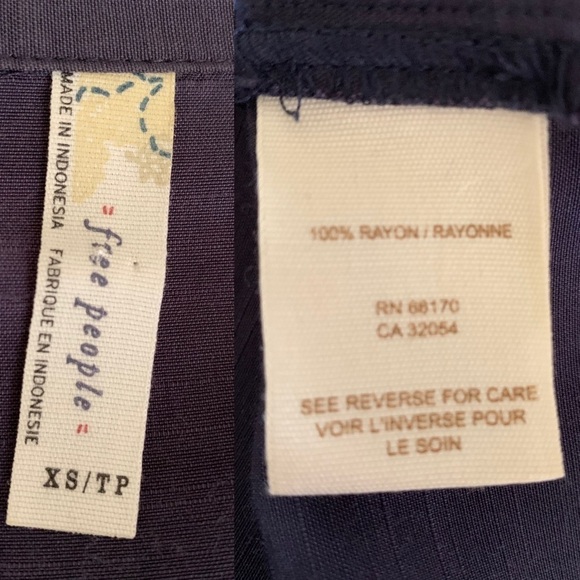 MADE IN INDONESIA FABRIQUE EN INDONESIE
= free people =
XS/TP
100% RAYON / RAYONNE
RN 66170
CA 32054
SEE REVERSE FOR CARE
VOIR L'INVERSE POUR
LE SOIN